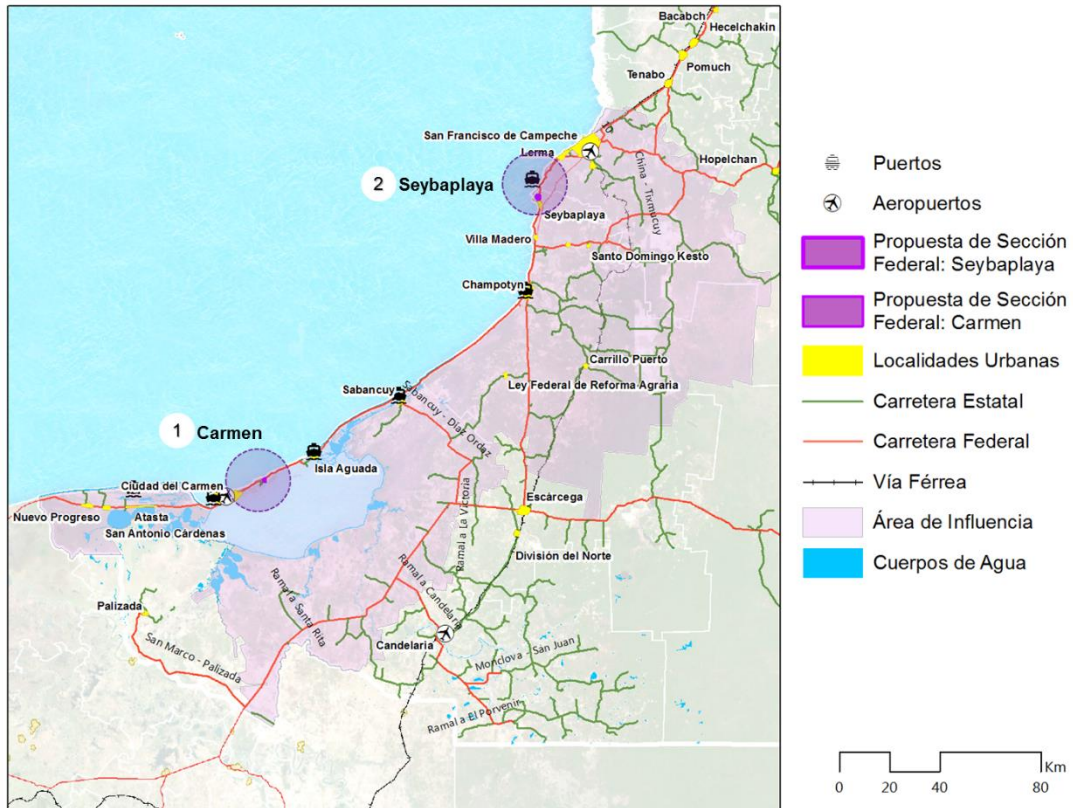 Bacabch
Hecelchakin
Pomuch
Tenabo
San Francisco de Campeche
10
Lerma
Hopelchan
China - Tixmucuy
2 Seybaplaya
Seybaplaya
Villa Madero
Santo Domingo Kesto
Champotyn
Carrillo Puerto
Ley Federal de Reforma Agraria
Sabancuy
Sabancuy - Diaz Ordaz
1 Carmen
Isla Aguada
Ciudad del Carmen
Nuevo Progreso
Atasta
San Antonio Càrdenas
Escàrcega
Ramal a La Victoria
División del Norte
Ramal a Candelaria
Ramal a Santa Rita
Palizada
San Marco - Palizada
Candelaria
Monclova - San Juan
Ramal a El Porvenir
Puertos
Aeropuertos
Propuesta de Sección
Federal: Seybaplaya
Propuesta de Sección
Federal: Carmen
Localidades Urbanas
Carretera Estatal
Carretera Federal
Vía Férrea
Área de Influencia
Cuerpos de Agua
Km
0 20 40 80